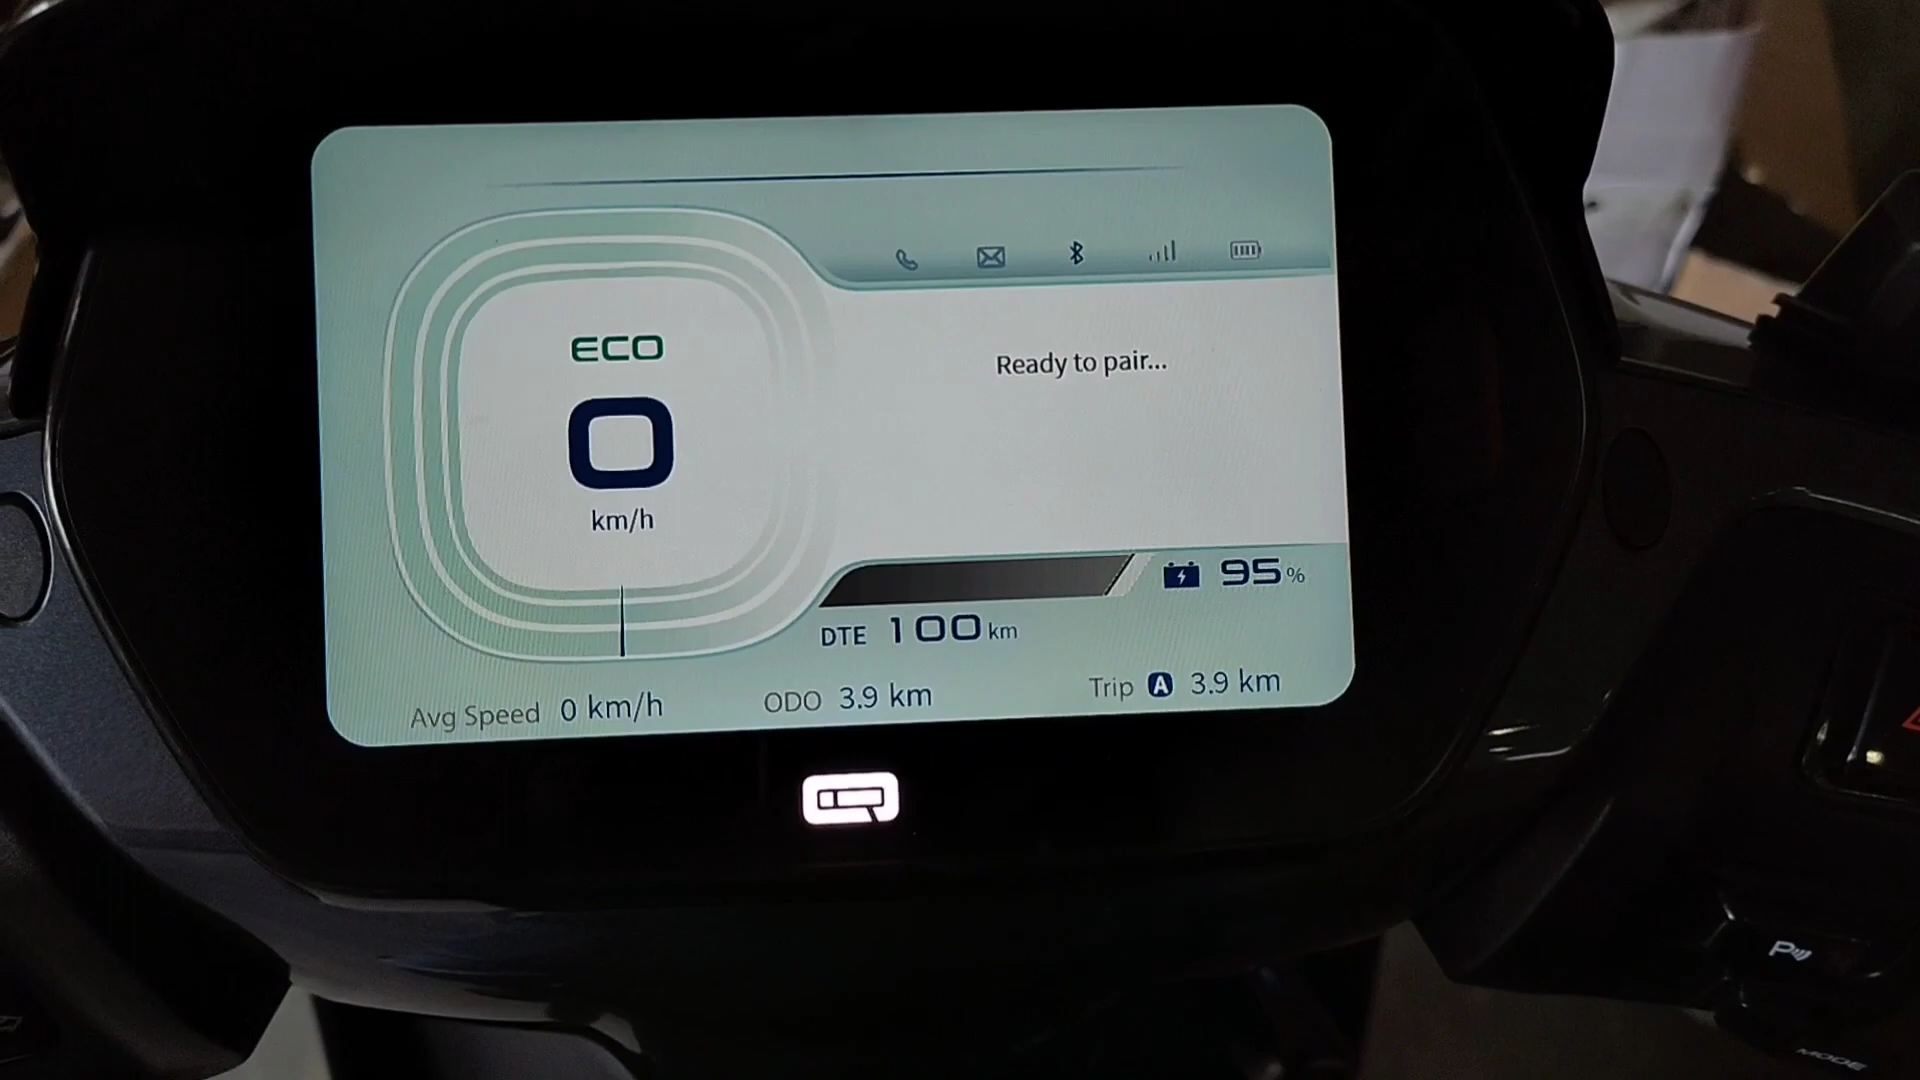 ECO
0
km/h
Ready to pair...
95%
DTE 100 km
Avg Speed 0 km/h
ODO 3.9 km
Trip A 3.9 km
P
MODE